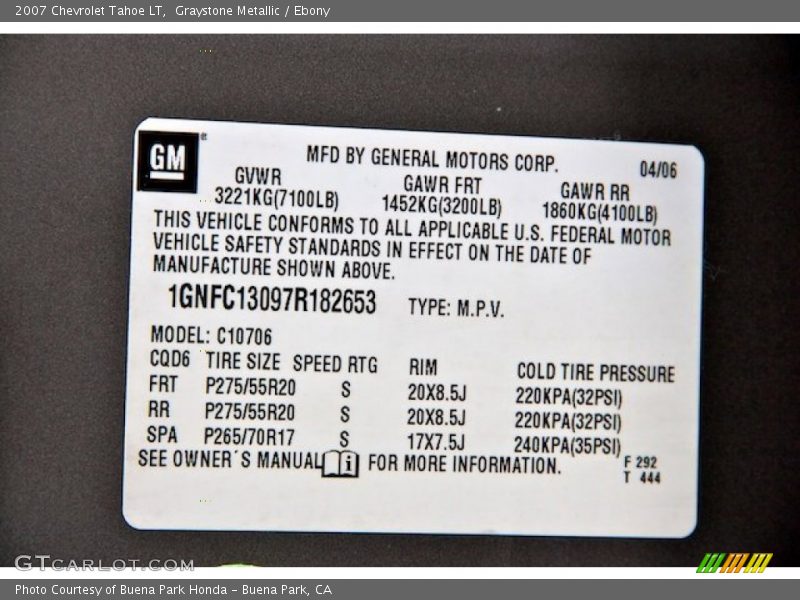 2007 Chevrolet Tahoe LT, Graystone Metallic / Ebony
GM ®
MFD BY GENERAL MOTORS CORP. 04/06
GVWR GAWR FRT GAWR RR
3221KG(7100LB) 1452KG(3200LB) 1860KG(4100LB)
THIS VEHICLE CONFORMS TO ALL APPLICABLE U.S. FEDERAL MOTOR
VEHICLE SAFETY STANDARDS IN EFFECT ON THE DATE OF
MANUFACTURE SHOWN ABOVE.
1GNFC13097R182653 TYPE: M.P.V.
MODEL: C10706
CQD6 TIRE SIZE SPEED RTG RIM COLD TIRE PRESSURE
FRT P275/55R20 S 20X8.5J 220KPA(32PSI)
RR P275/55R20 S 20X8.5J 220KPA(32PSI)
SPA P265/70R17 S 17X7.5J 240KPA(35PSI)
SEE OWNER´S MANUAL i FOR MORE INFORMATION.
F 292
T 444
GTCARLOT.COM
Photo Courtesy of Buena Park Honda - Buena Park, CA